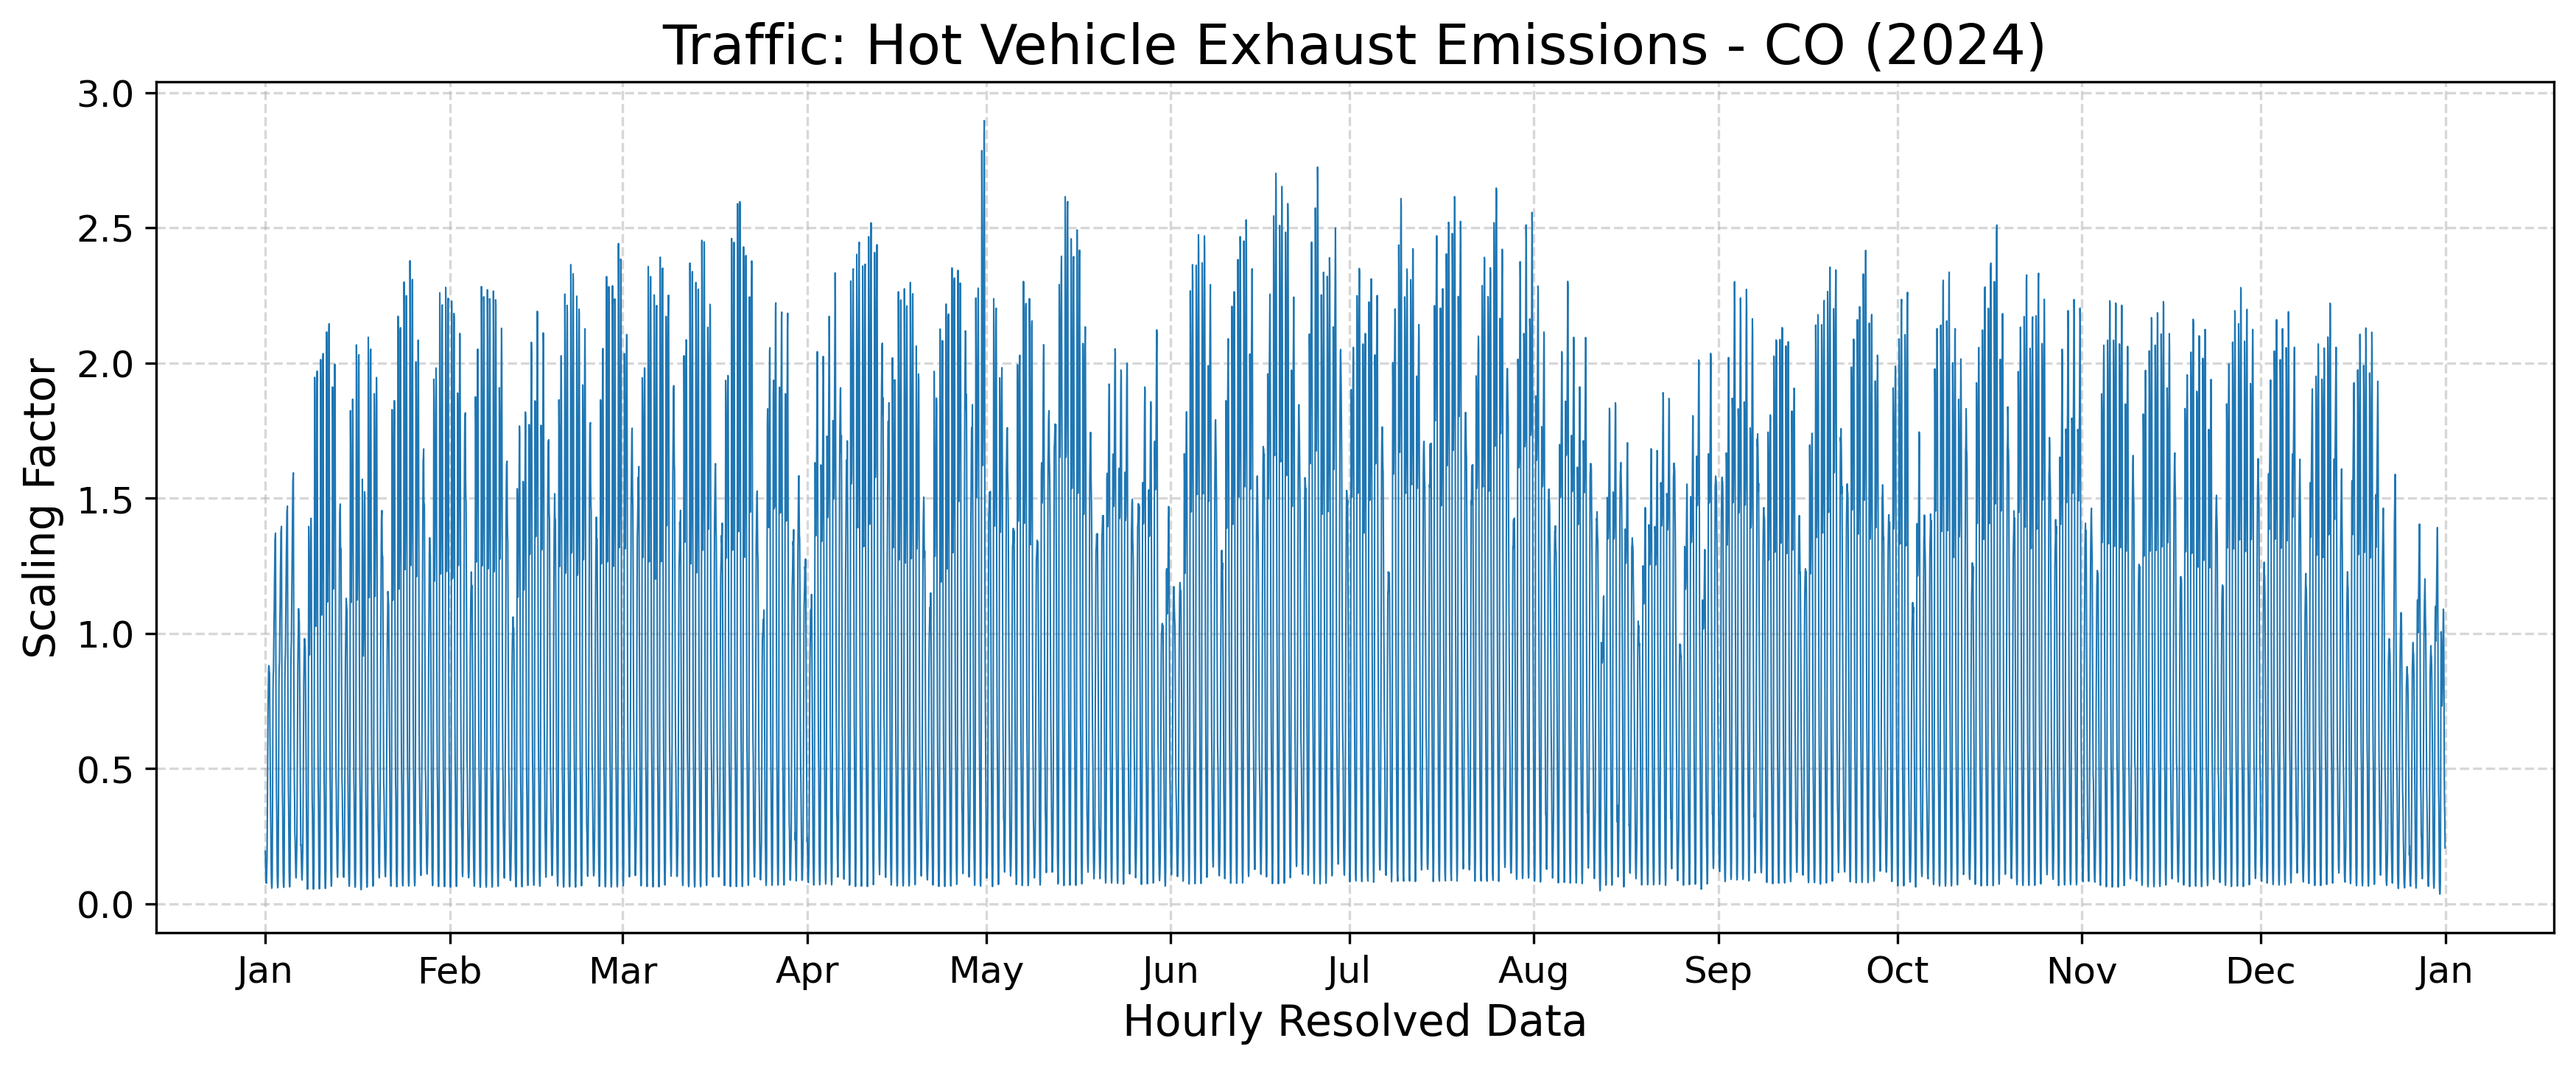 Traffic: Hot Vehicle Exhaust Emissions - CO (2024)
Scaling Factor
3.0
2.5
2.0
1.5
1.0
0.5
0.0
Jan Feb Mar Apr May Jun Jul Aug Sep Oct Nov Dec Jan
Hourly Resolved Data